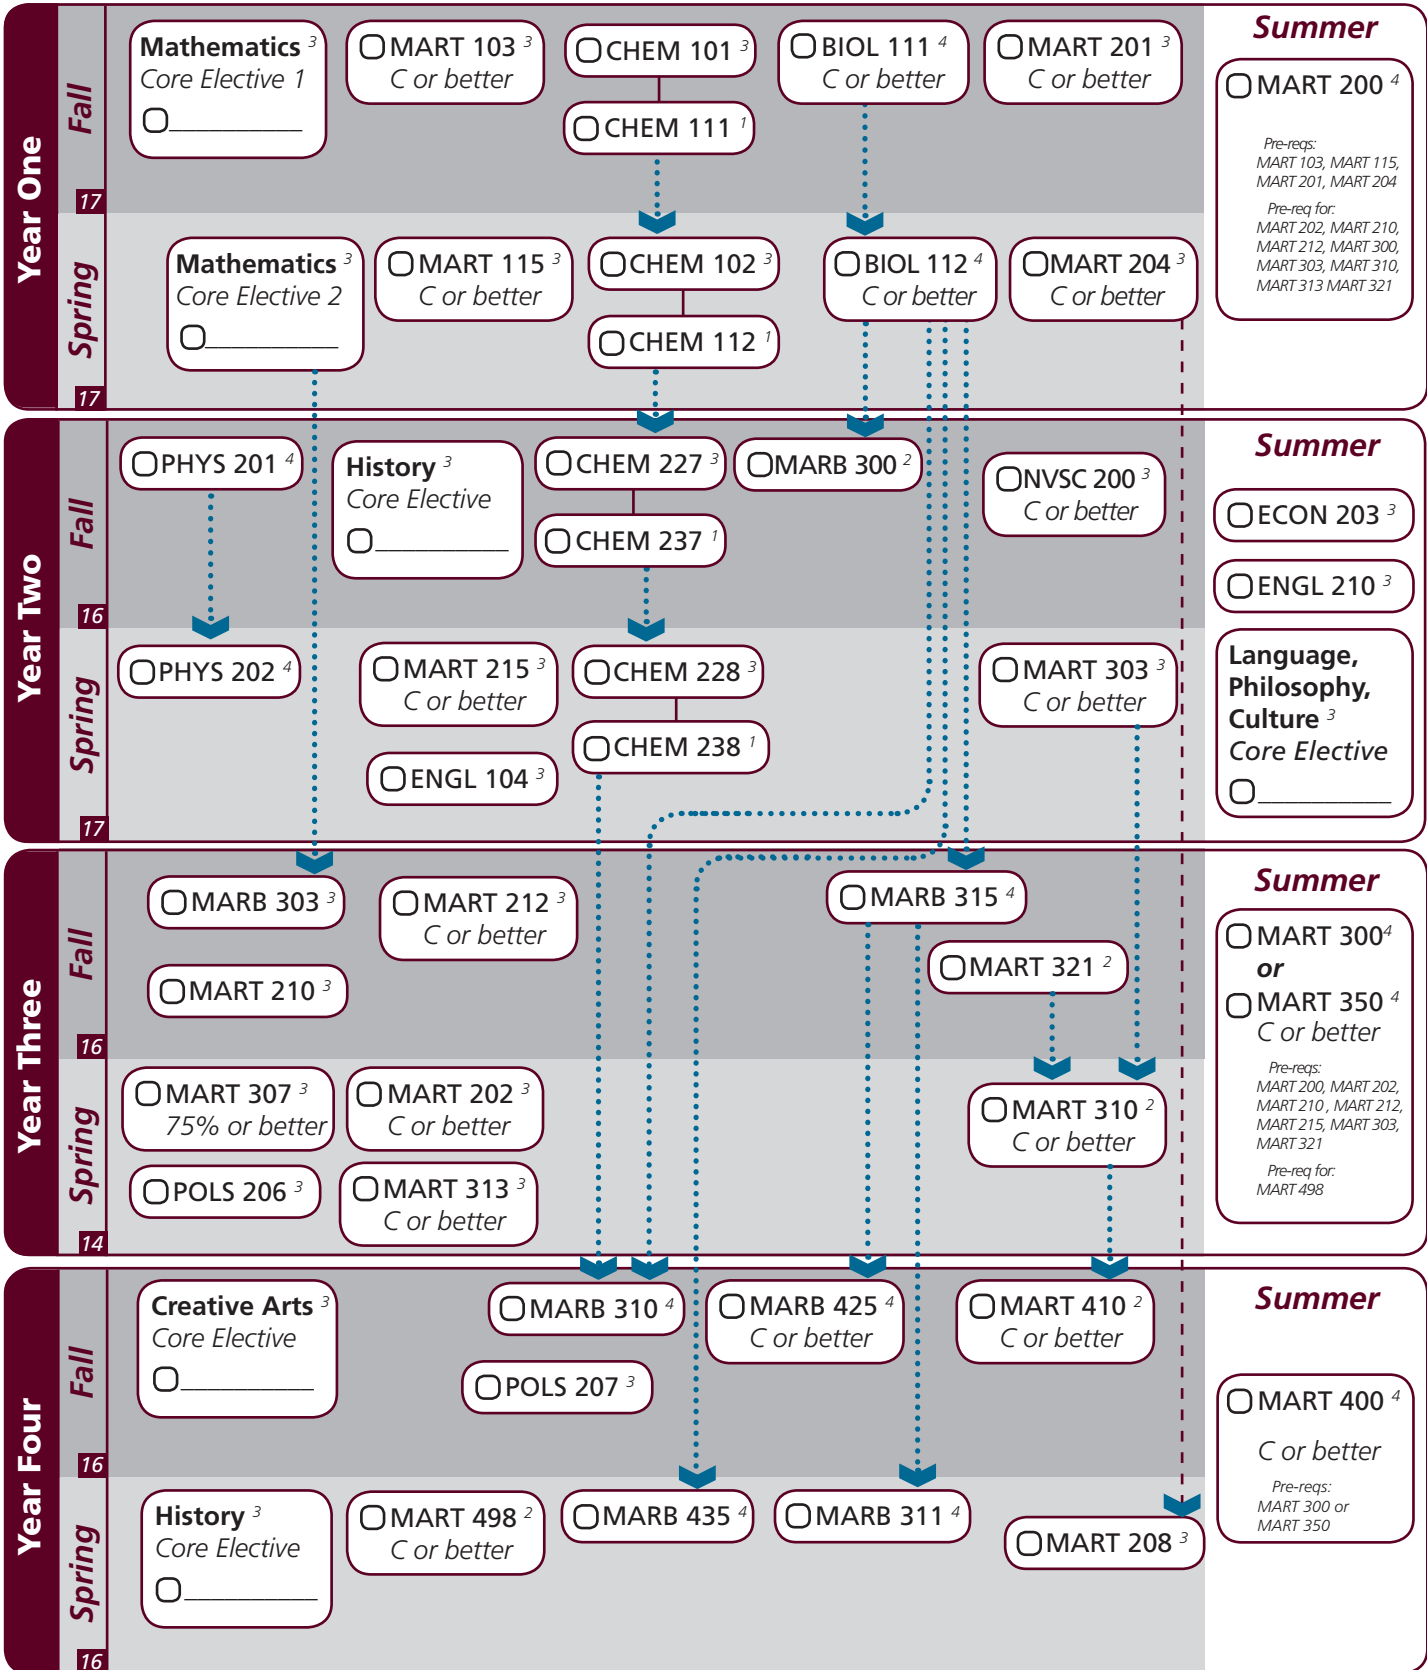 Year One
Fall
17
Mathematics 3
Core Elective 1
__________
MART 103 3
C or better
CHEM 101 3
CHEM 111 1
BIOL 111 4
C or better
MART 201 3
C or better
Spring
17
Mathematics 3
Core Elective 2
__________
MART 115 3
C or better
CHEM 102 3
CHEM 112 1
BIOL 112 4
C or better
MART 204 3
C or better
Summer
MART 200 4
Pre-reqs:
MART 103, MART 115,
MART 201, MART 204
Pre-req for:
MART 202, MART 210,
MART 212, MART 300,
MART 303, MART 310,
MART 313 MART 321
Year Two
Fall
16
PHYS 201 4
History 3
Core Elective
__________
CHEM 227 3
CHEM 237 1
MARB 300 2
NVSC 200 3
C or better
Spring
17
PHYS 202 4
MART 215 3
C or better
ENGL 104 3
CHEM 228 3
CHEM 238 1
MART 303 3
C or better
Summer
ECON 203 3
ENGL 210 3
Language,
Philosophy,
Culture 3
Core Elective
__________
Year Three
Fall
16
MARB 303 3
MART 210 3
MART 212 3
C or better
MARB 315 4
MART 321 2
Spring
14
MART 307 3
75% or better
POLS 206 3
MART 202 3
C or better
MART 313 3
C or better
MART 310 2
C or better
Summer
MART 300 4
or
MART 350 4
C or better
Pre-reqs:
MART 200, MART 202,
MART 210 , MART 212,
MART 215, MART 303,
MART 321
Pre-req for:
MART 498
Year Four
Fall
16
Creative Arts 3
Core Elective
__________
MARB 310 4
POLS 207 3
MARB 425 4
C or better
MART 410 2
C or better
Spring
16
History 3
Core Elective
__________
MART 498 2
C or better
MARB 435 4
MARB 311 4
MART 208 3
Summer
MART 400 4
C or better
Pre-reqs:
MART 300 or
MART 350